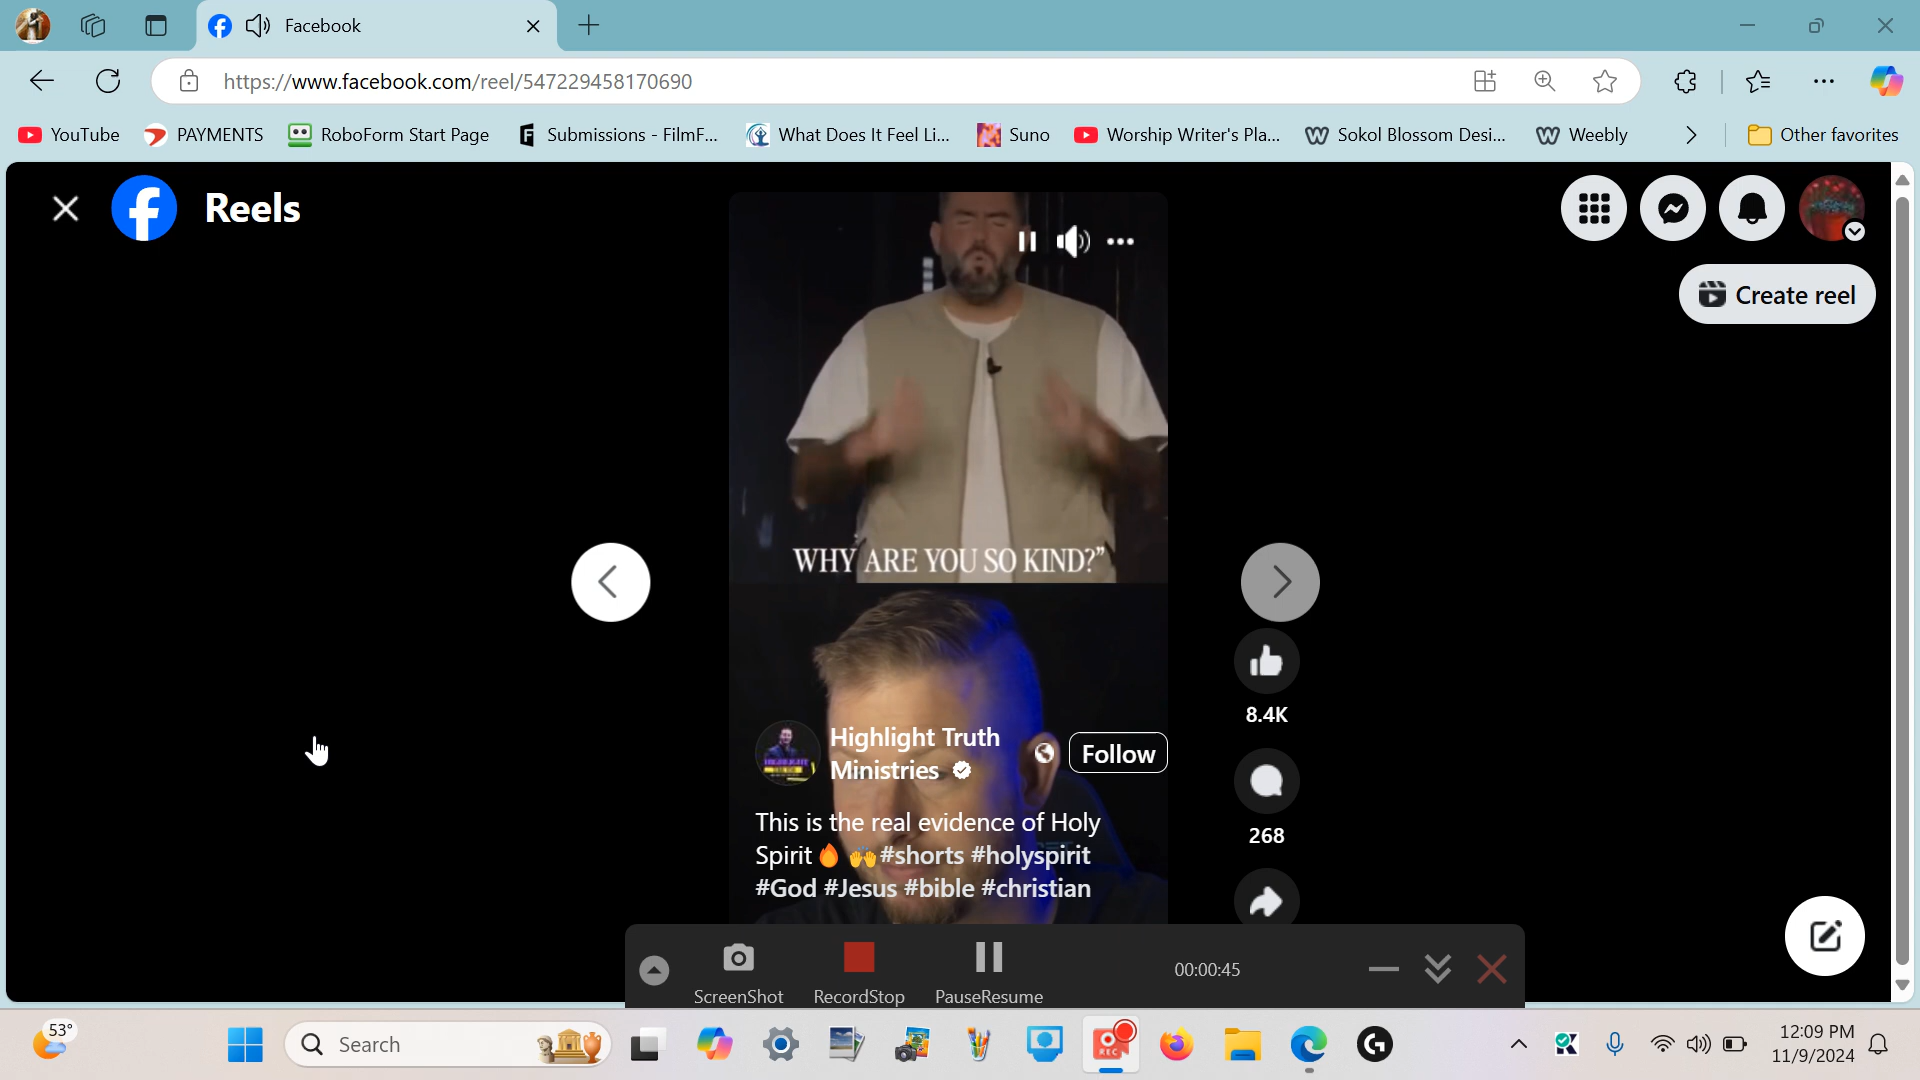 Facebook
https://www.facebook.com/reel/547229458170690
YouTube
PAYMENTS
RoboForm Start Page
Submissions - FilmF...
What Does It Feel Li...
Suno
Worship Writer's Pla...
Sokol Blossom Desi...
Weebly
Other favorites
Reels
Create reel
WHY ARE YOU SO KIND?”
Highlight Truth
Ministries
Follow
This is the real evidence of Holy
Spirit🔥 🙌#shorts #holyspirit
#God #Jesus #bible #christian
8.4K
268
ScreenShot
RecordStop
PauseResume
00:00:45
53°
Search
REC
12:09 PM
11/9/2024